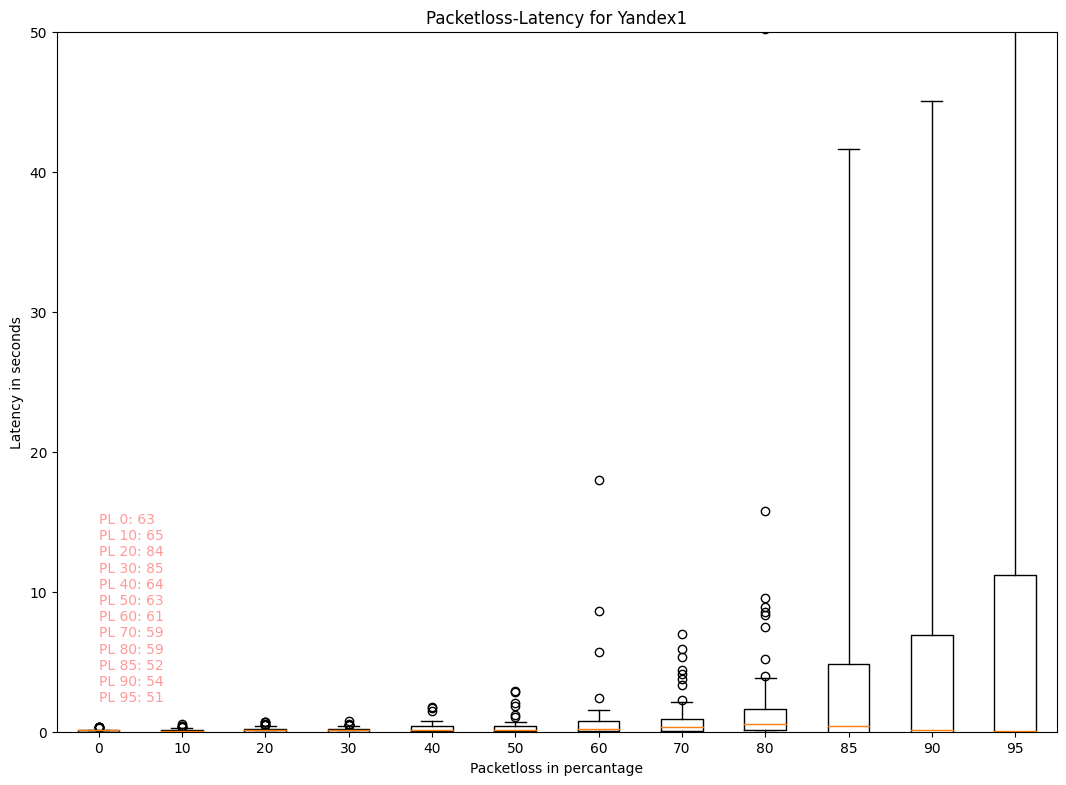 Packetloss-Latency for Yandex1
50
40
30
20
10
0
Latency in seconds
PL 0: 63
PL 10: 65
PL 20: 84
PL 30: 85
PL 40: 64
PL 50: 63
PL 60: 61
PL 70: 59
PL 80: 59
PL 85: 52
PL 90: 54
PL 95: 51
0 10 20 30 40 50 60 70 80 85 90 95
Packetloss in percantage